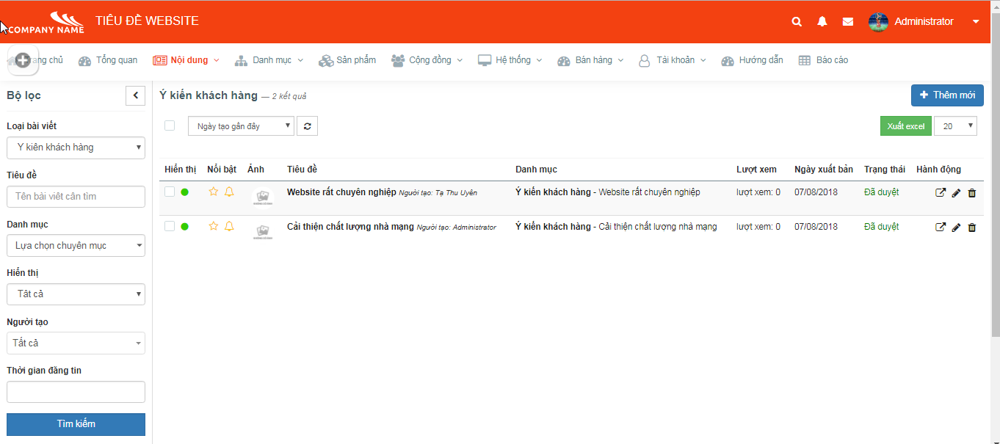 COMPANY NAME TIÊU ĐỀ WEBSITE Administrator
rang chủ Tổng quan Nội dung Danh mục Sản phẩm Cộng đồng Hệ thống Bán hàng Tài khoản Hướng dẫn Báo cáo
Bộ lọc
Loại bài viết
Ý kiến khách hàng
Tiêu đề
Tên bài viết cần tìm
Danh mục
Lựa chọn chuyên mục
Hiển thị
Tất cả
Người tạo
Tất cả
Thời gian đăng tin
Tìm kiếm
Ý kiến khách hàng — 2 kết quả Thêm mới
Ngày tạo gần đây Xuất excel 20
Hiển thị Nổi bật Ảnh Tiêu đề Danh mục Lượt xem Ngày xuất bản Trạng thái Hành động
Website rất chuyên nghiệp Người tạo: Tạ Thu Uyên Ý kiến khách hàng - Website rất chuyên nghiệp lượt xem: 0 07/08/2018 Đã duyệt
Cải thiện chất lượng nhà mạng Người tạo: Administrator Ý kiến khách hàng - Cải thiện chất lượng nhà mạng lượt xem: 0 07/08/2018 Đã duyệt